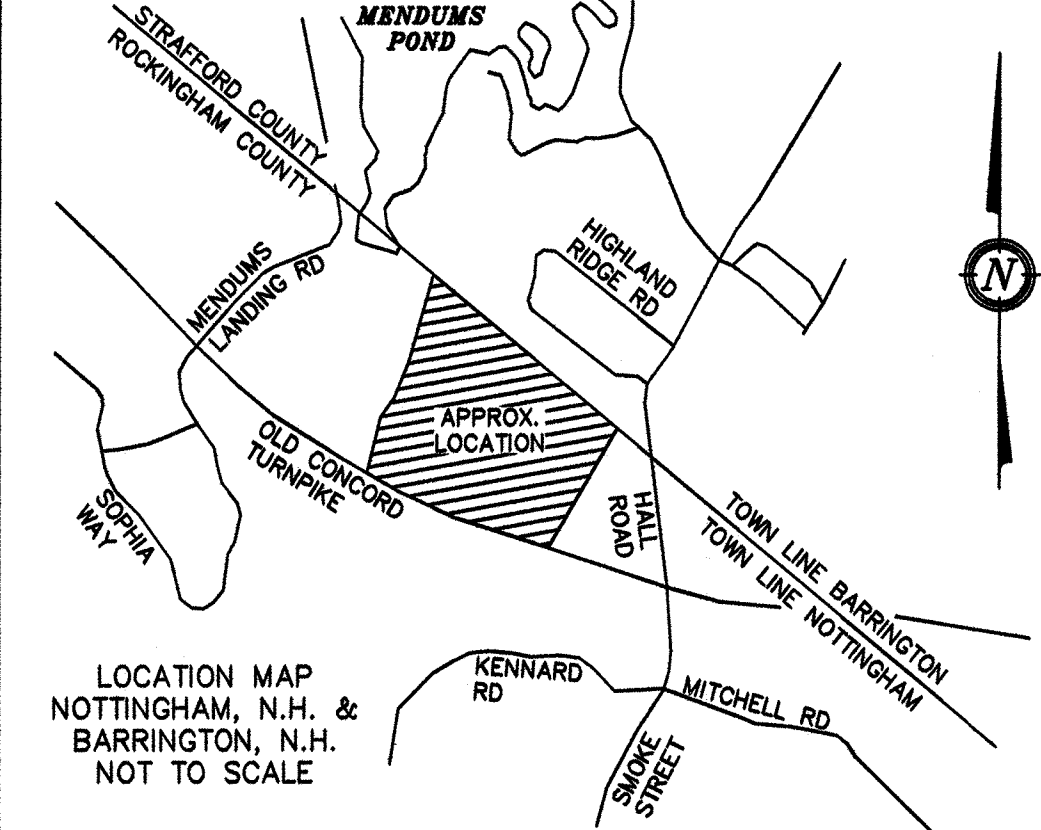 MENDUMS
POND
STRAFFORD COUNTY
ROCKINGHAM COUNTY
HIGHLAND
RIDGE RD
N
MENDUMS
LANDING RD
APPROX.
LOCATION
OLD CONCORD
TURNPIKE
SOPHIA
WAY
HALL
ROAD
TOWN LINE BARRINGTON
TOWN LINE NOTTINGHAM
KENNARD
RD
MITCHELL RD
SMOKE
STREET
LOCATION MAP
NOTTINGHAM, N.H. &
BARRINGTON, N.H.
NOT TO SCALE